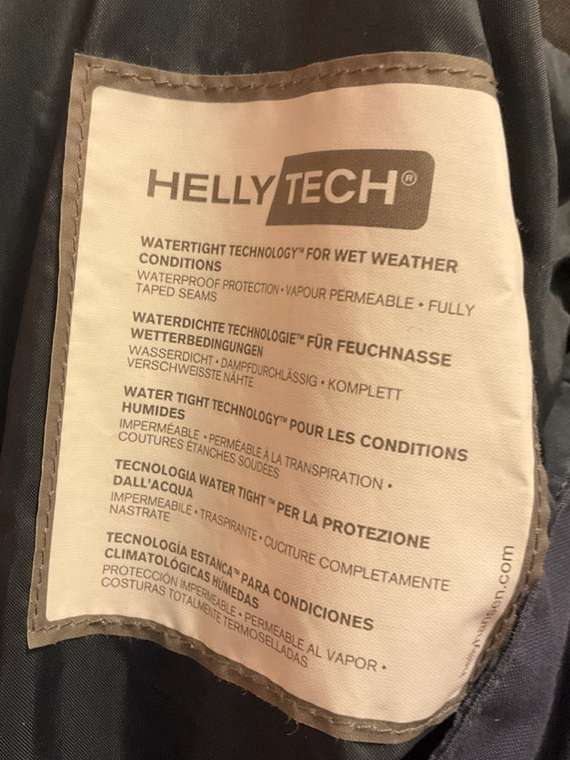 HELLY TECH®
WATERTIGHT TECHNOLOGY™ FOR WET WEATHER
CONDITIONS
WATERPROOF PROTECTION • VAPOUR PERMEABLE • FULLY
TAPED SEAMS
WATERDICHTE TECHNOLOGIE™ FÜR FEUCHNASSE
WETTERBEDINGUNGEN
WASSERDICHT • DAMPFDURCHLÄSSIG • KOMPLETT
VERSCHWEISSTE NÄHTE
WATER TIGHT TECHNOLOGY™ POUR LES CONDITIONS
HUMIDES
IMPERMÉABLE • PERMÉABLE À LA TRANSPIRATION •
COUTURES ÉTANCHES SOUDÉES
TECNOLOGIA WATER TIGHT™ PER LA PROTEZIONE
DALL'ACQUA
IMPERMEABILE • TRASPIRANTE • CUCITURE COMPLETAMENTE
NASTRATE
TECNOLOGÍA ESTANCA™ PARA CONDICIONES
CLIMATOLÓGICAS HÚMEDAS
PROTECCIÓN IMPERMEABLE • PERMEABLE AL VAPOR •
COSTURAS TOTALMENTE TERMOSELLADAS